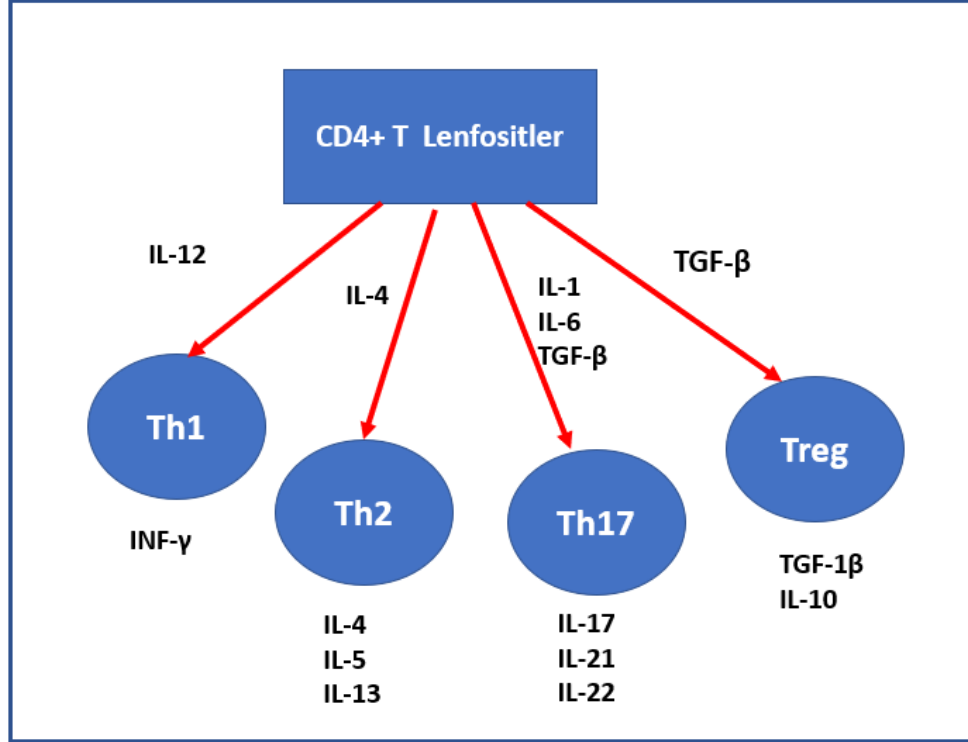 CD4+ T Lenfositler
IL-12
IL-4
IL-1
IL-6
TGF-β
TGF-β
Th1
Th2
Th17
Treg
INF-γ
IL-4
IL-5
IL-13
IL-17
IL-21
IL-22
TGF-1β
IL-10